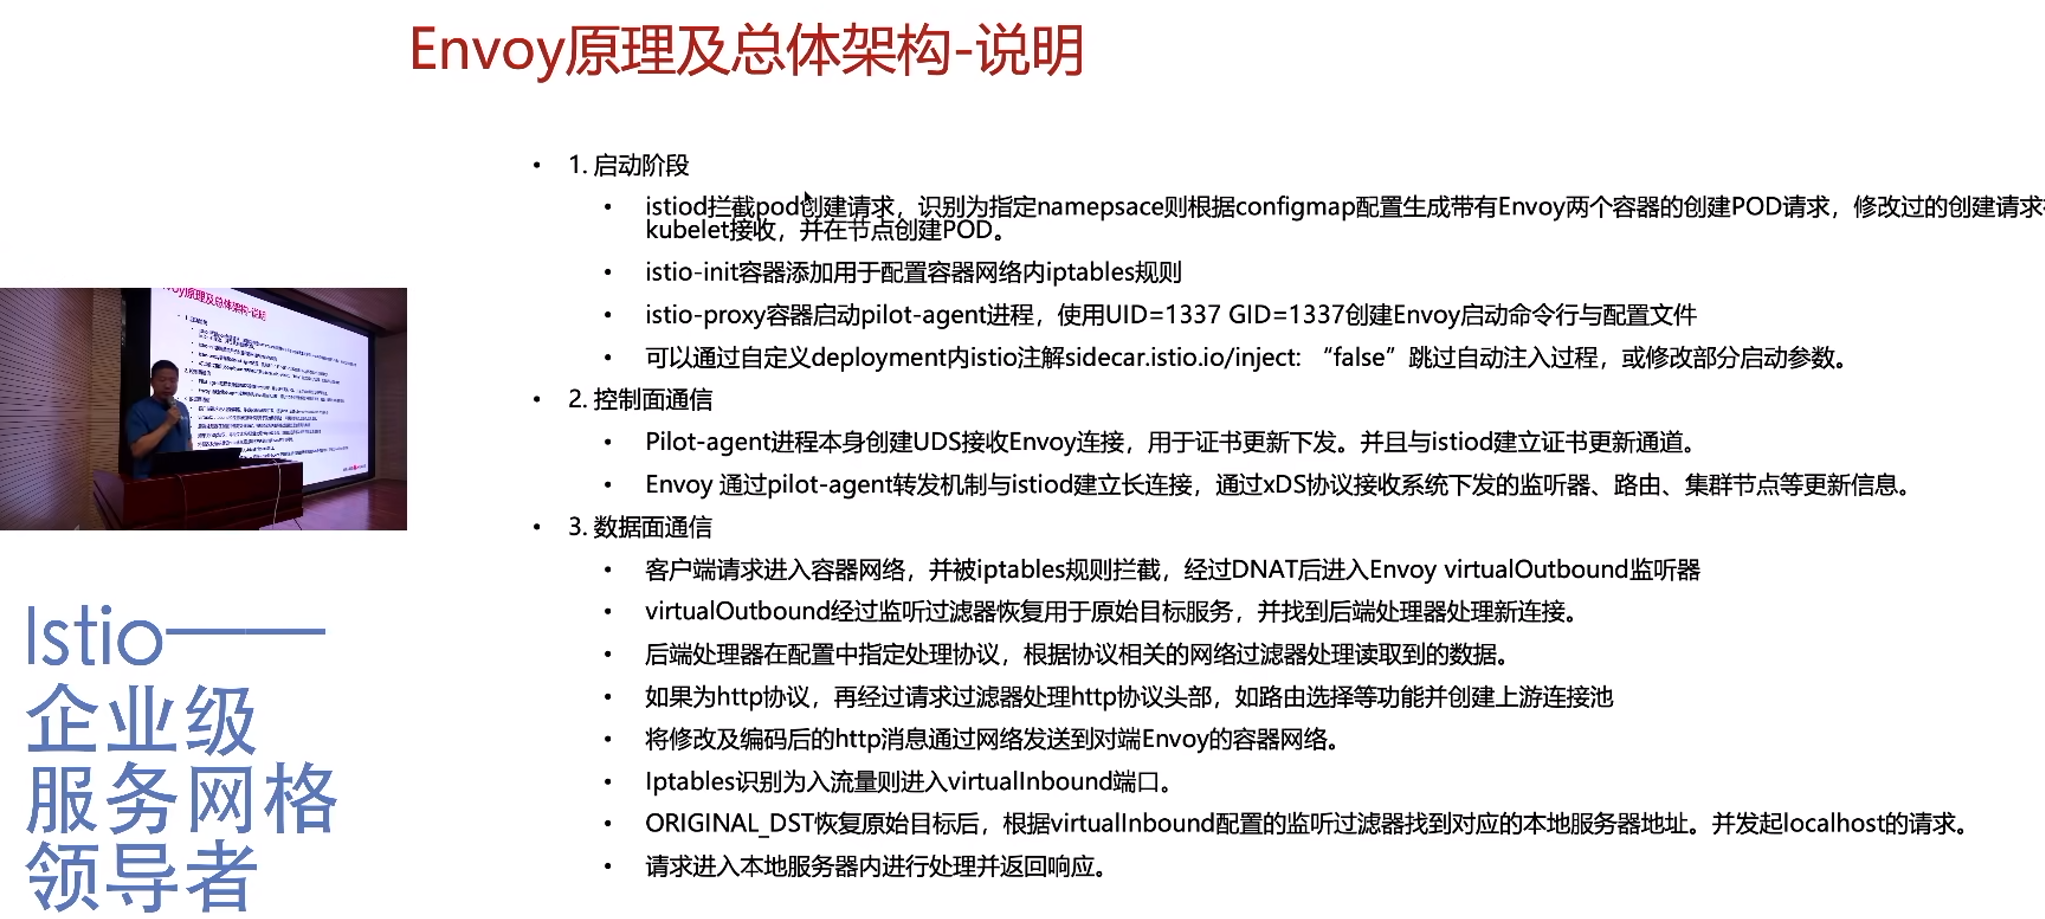 Envoy原理及总体架构-说明
• 1. 启动阶段
• istiod拦截pod创建请求，识别为指定namepsace则根据configmap配置生成带有Envoy两个容器的创建POD请求，修改过的创建请求
kubelet接收，并在节点创建POD。
• istio-init容器添加用于配置容器网络内iptables规则
• istio-proxy容器启动pilot-agent进程，使用UID=1337 GID=1337创建Envoy启动命令行与配置文件
• 可以通过自定义deployment内istio注解sidecar.istio.io/inject: “false”跳过自动注入过程，或修改部分启动参数。
• 2. 控制面通信
• Pilot-agent进程本身创建UDS接收Envoy连接，用于证书更新下发。并且与istiod建立证书更新通道。
• Envoy 通过pilot-agent转发机制与istiod建立长连接，通过xDS协议接收系统下发的监听器、路由、集群节点等更新信息。
• 3. 数据面通信
• 客户端请求进入容器网络，并被iptables规则拦截，经过DNAT后进入Envoy virtualOutbound监听器
• virtualOutbound经过监听过滤器恢复用于原始目标服务，并找到后端处理器处理新连接。
• 后端处理器在配置中指定处理协议，根据协议相关的网络过滤器处理读取到的数据。
• 如果为http协议，再经过请求过滤器处理http协议头部，如路由选择等功能并创建上游连接池
• 将修改及编码后的http消息通过网络发送到对端Envoy的容器网络。
• Iptables识别为入流量则进入virtualInbound端口。
• ORIGINAL_DST恢复原始目标后，根据virtualInbound配置的监听过滤器找到对应的本地服务器地址。并发起localhost的请求。
• 请求进入本地服务器内进行处理并返回响应。
Istio——
企业级
服务网格
领导者